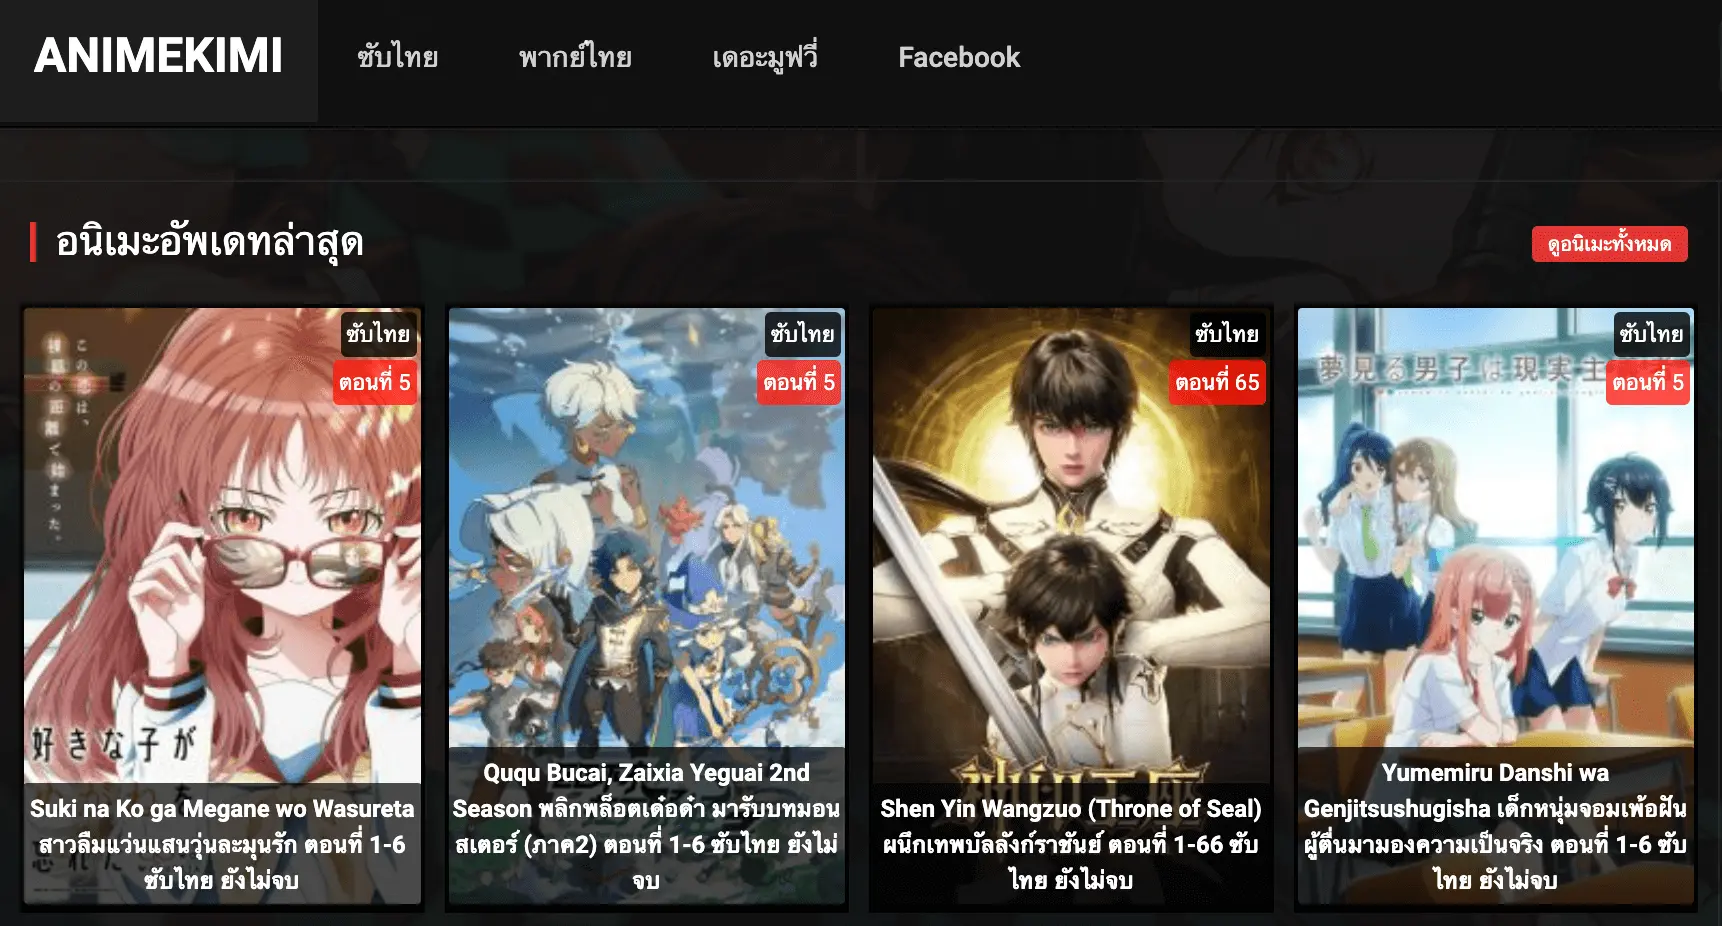 ANIMEKIMI
ซับไทย
พากย์ไทย
เดอะมูฟวี่
Facebook
อนิเมะอัพเดทล่าสุด
ดูอนิเมะทั้งหมด
ซับไทย
ตอนที่ 5
この恋は、
好きな子が
Suki na Ko ga Megane wo Wasureta
สาวลืมแว่นแสนวุ่นละมุนรัก ตอนที่ 1-6
ซับไทย ยังไม่จบ
ซับไทย
ตอนที่ 5
Ququ Bucai, Zaixia Yeguai 2nd
Season พลิกพล็อตเด๋อด๋า มารับบทมอน
สเตอร์ (ภาค2) ตอนที่ 1-6 ซับไทย ยังไม่
จบ
ซับไทย
ตอนที่ 65
神印王座
Shen Yin Wangzuo (Throne of Seal)
ผนึกเทพบัลลังก์ราชันย์ ตอนที่ 1-66 ซับ
ไทย ยังไม่จบ
ซับไทย
夢見る男子は現実主
ตอนที่ 5
Yumemiru Danshi wa
Genjitsushugisha เด็กหนุ่มจอมเพ้อฝัน
ผู้ตื่นมามองความเป็นจริง ตอนที่ 1-6 ซับ
ไทย ยังไม่จบ